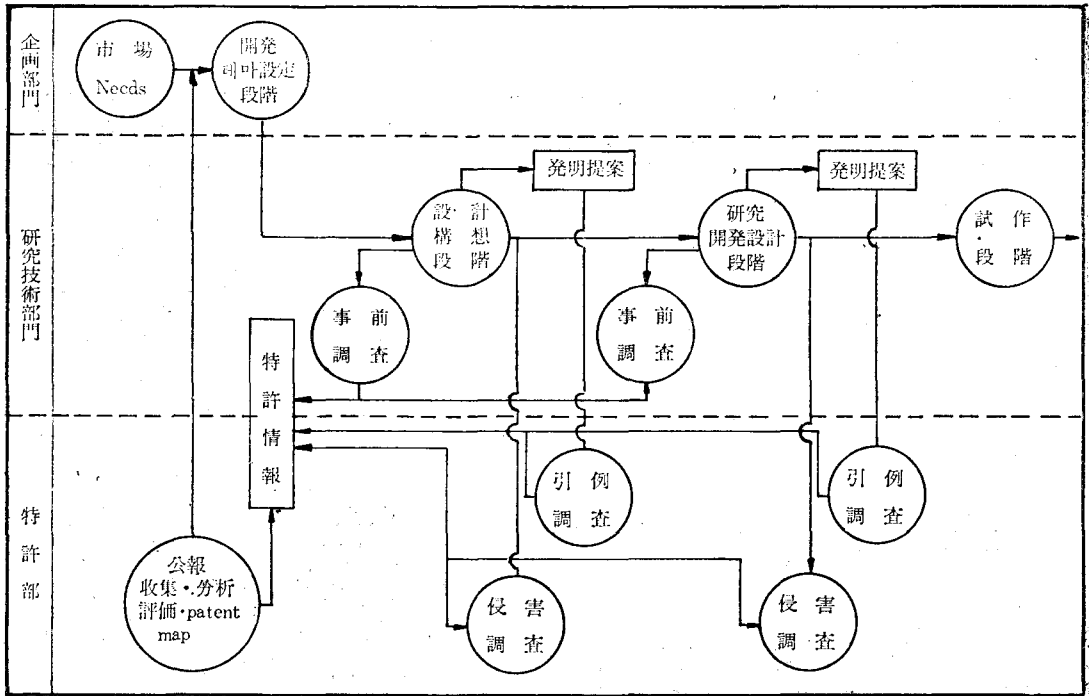 企画部門
市 場
Needs
開発
테마設定
段階
研究技術部門
設 計
構 想
段 階
発明提案
研究
開発設計
段階
発明提案
試 作
段 階
事 前
調 査
事 前
調 査
特許情報
特許部
引 例
調 査
引 例
調 査
公報
収集·分析
評価·patent
map
侵 害
調 査
侵 害
調 査